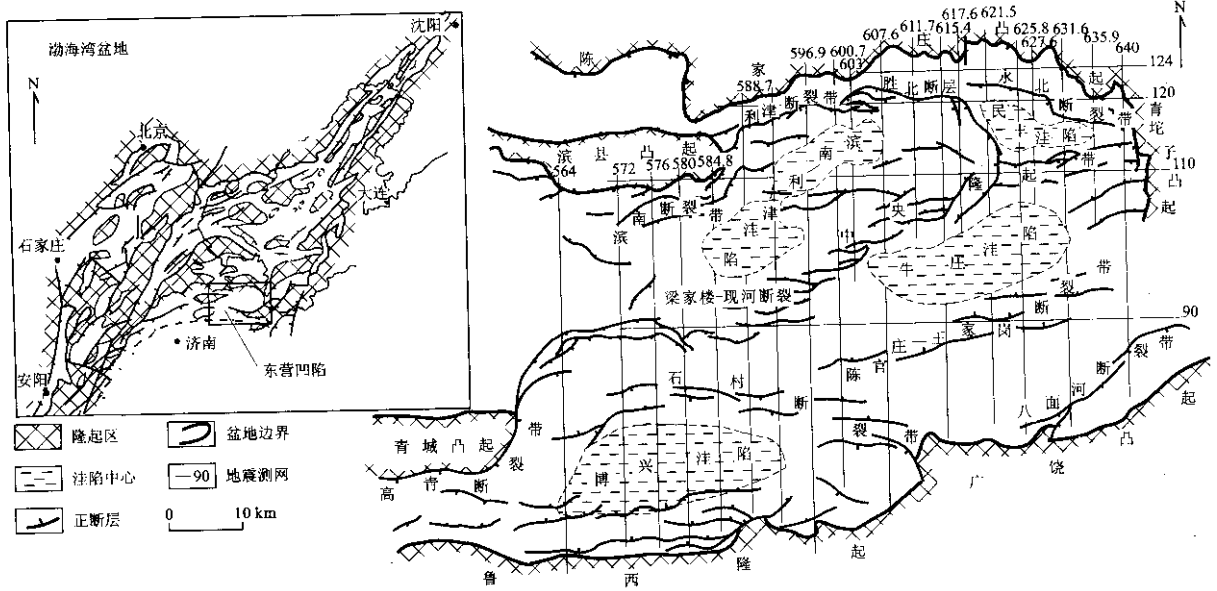 渤海湾盆地
沈阳
N
北京
大连
石家庄
济南
安阳
东营凹陷
隆起区
盆地边界
洼陷中心
—90 地震测网
正断层
0 10 km
N
陈家庄凸起
564
572
576
580
584.8
588.7
596.9
600.7
603
607.6
611.7
615.4
617.6
621.5
625.8
627.6
631.6
635.9
640
124
120
110
90
滨县凸起
利津断裂带
胜北断层
永北断裂带
民丰洼陷
青坨子凸起
滨南断裂带
利津洼陷
中央隆起带
牛庄洼陷
梁家楼-现河断裂
陈官庄—王家岗断裂带
八面河断裂带
石村断裂带
博兴洼陷
青城凸起
高青断裂带
广饶凸起
鲁西隆起